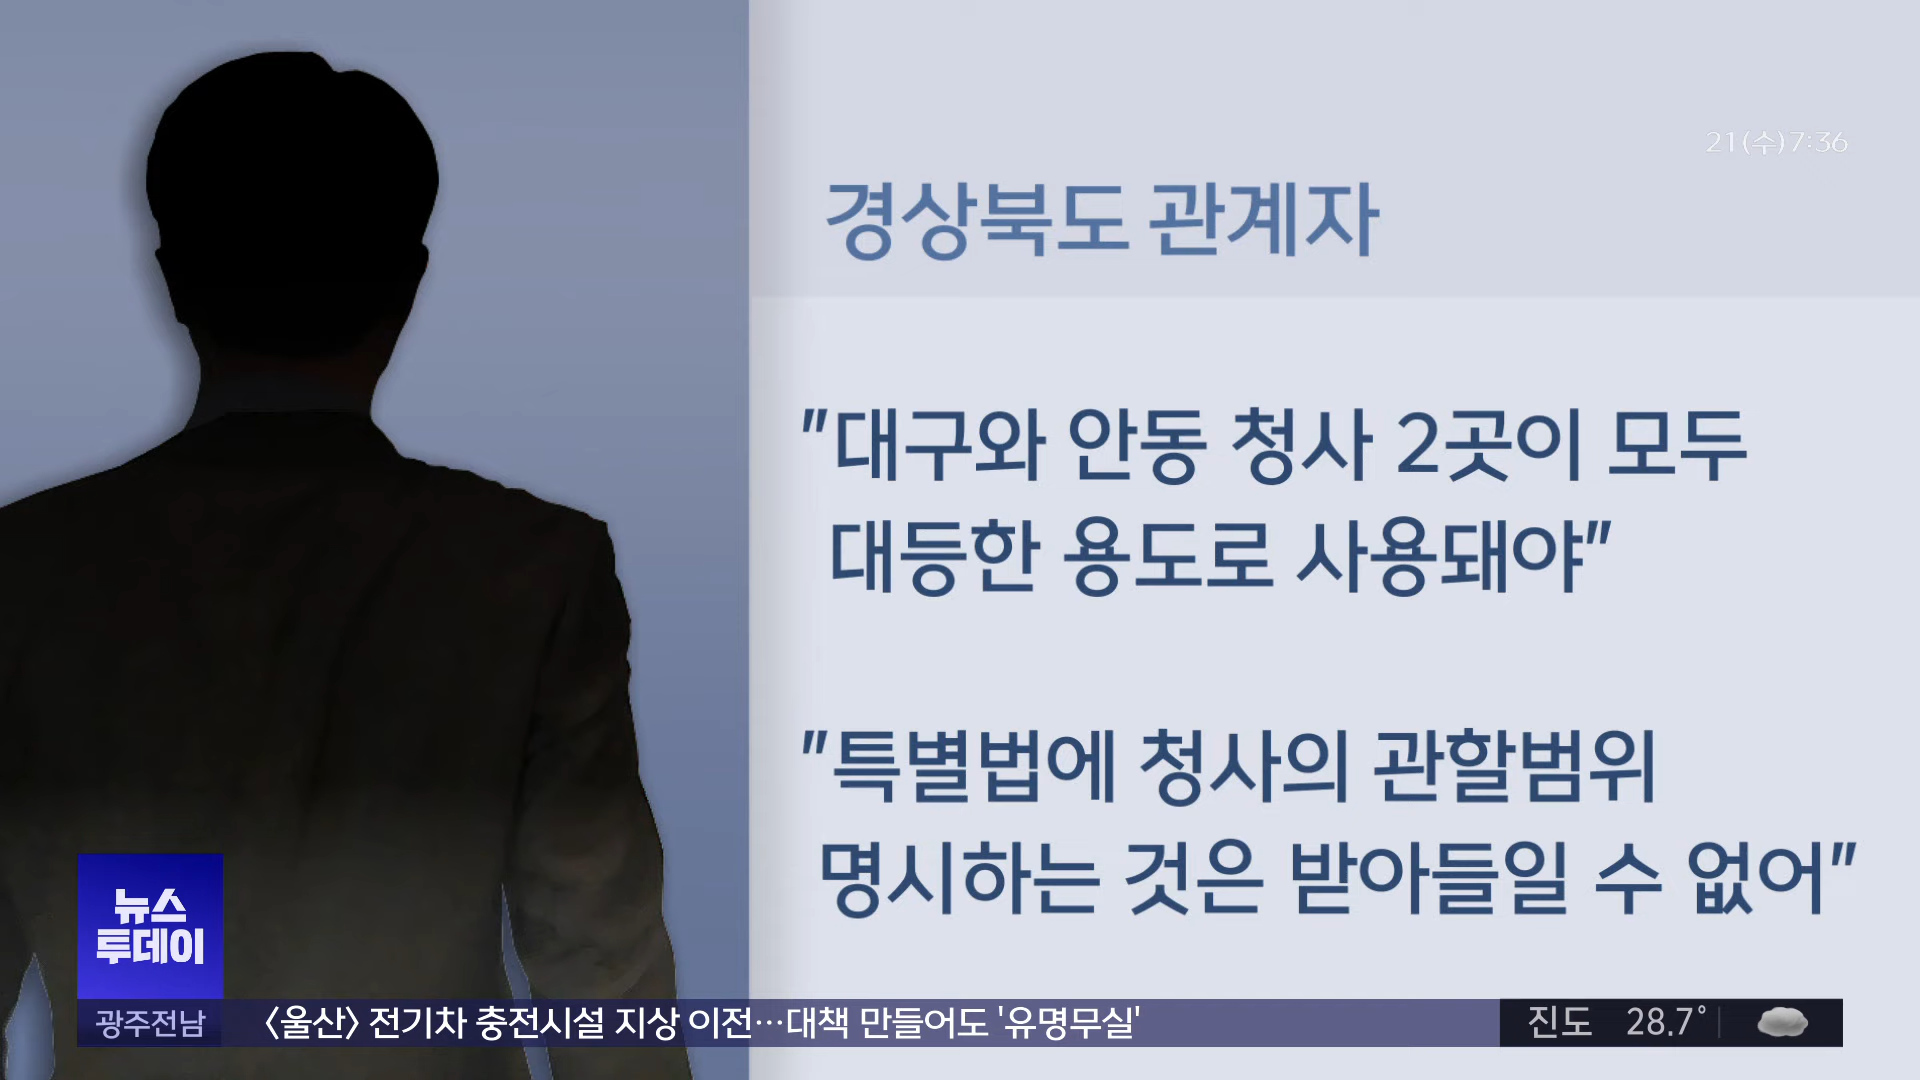 21(수)7:36
경상북도 관계자
"대구와 안동 청사 2곳이 모두
대등한 용도로 사용돼야"
"특별법에 청사의 관할범위
명시하는 것은 받아들일 수 없어"
뉴스
투데이
광주전남 〈울산〉 전기차 충전시설 지상 이전…대책 만들어도 '유명무실' 진도 28.7°